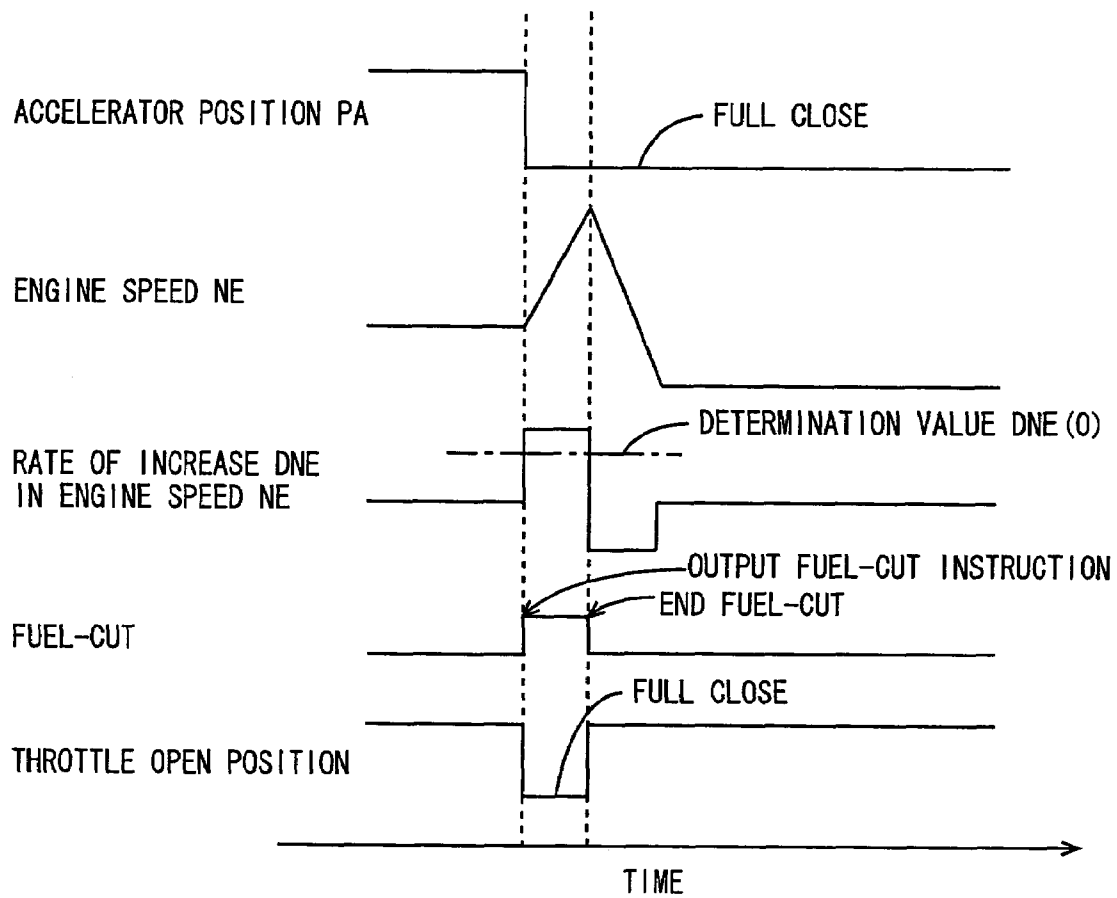 ACCELERATOR POSITION PA
FULL CLOSE
ENGINE SPEED NE
DETERMINATION VALUE DNE(0)
RATE OF INCREASE DNE
IN ENGINE SPEED NE
OUTPUT FUEL-CUT INSTRUCTION
END FUEL-CUT
FUEL-CUT
FULL CLOSE
THROTTLE OPEN POSITION
TIME